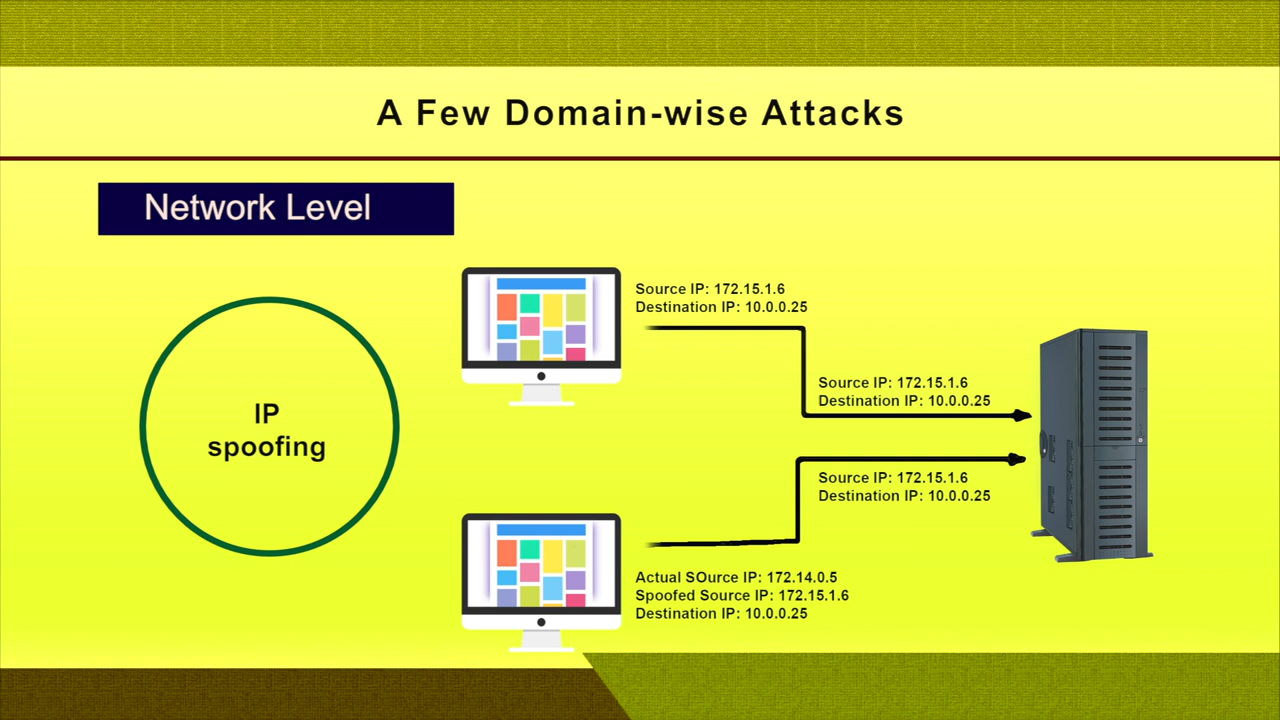 A Few Domain-wise Attacks
Network Level
IP
spoofing
Source IP: 172.15.1.6
Destination IP: 10.0.0.25
Source IP: 172.15.1.6
Destination IP: 10.0.0.25
Source IP: 172.15.1.6
Destination IP: 10.0.0.25
Actual SOurce IP: 172.14.0.5
Spoofed Source IP: 172.15.1.6
Destination IP: 10.0.0.25